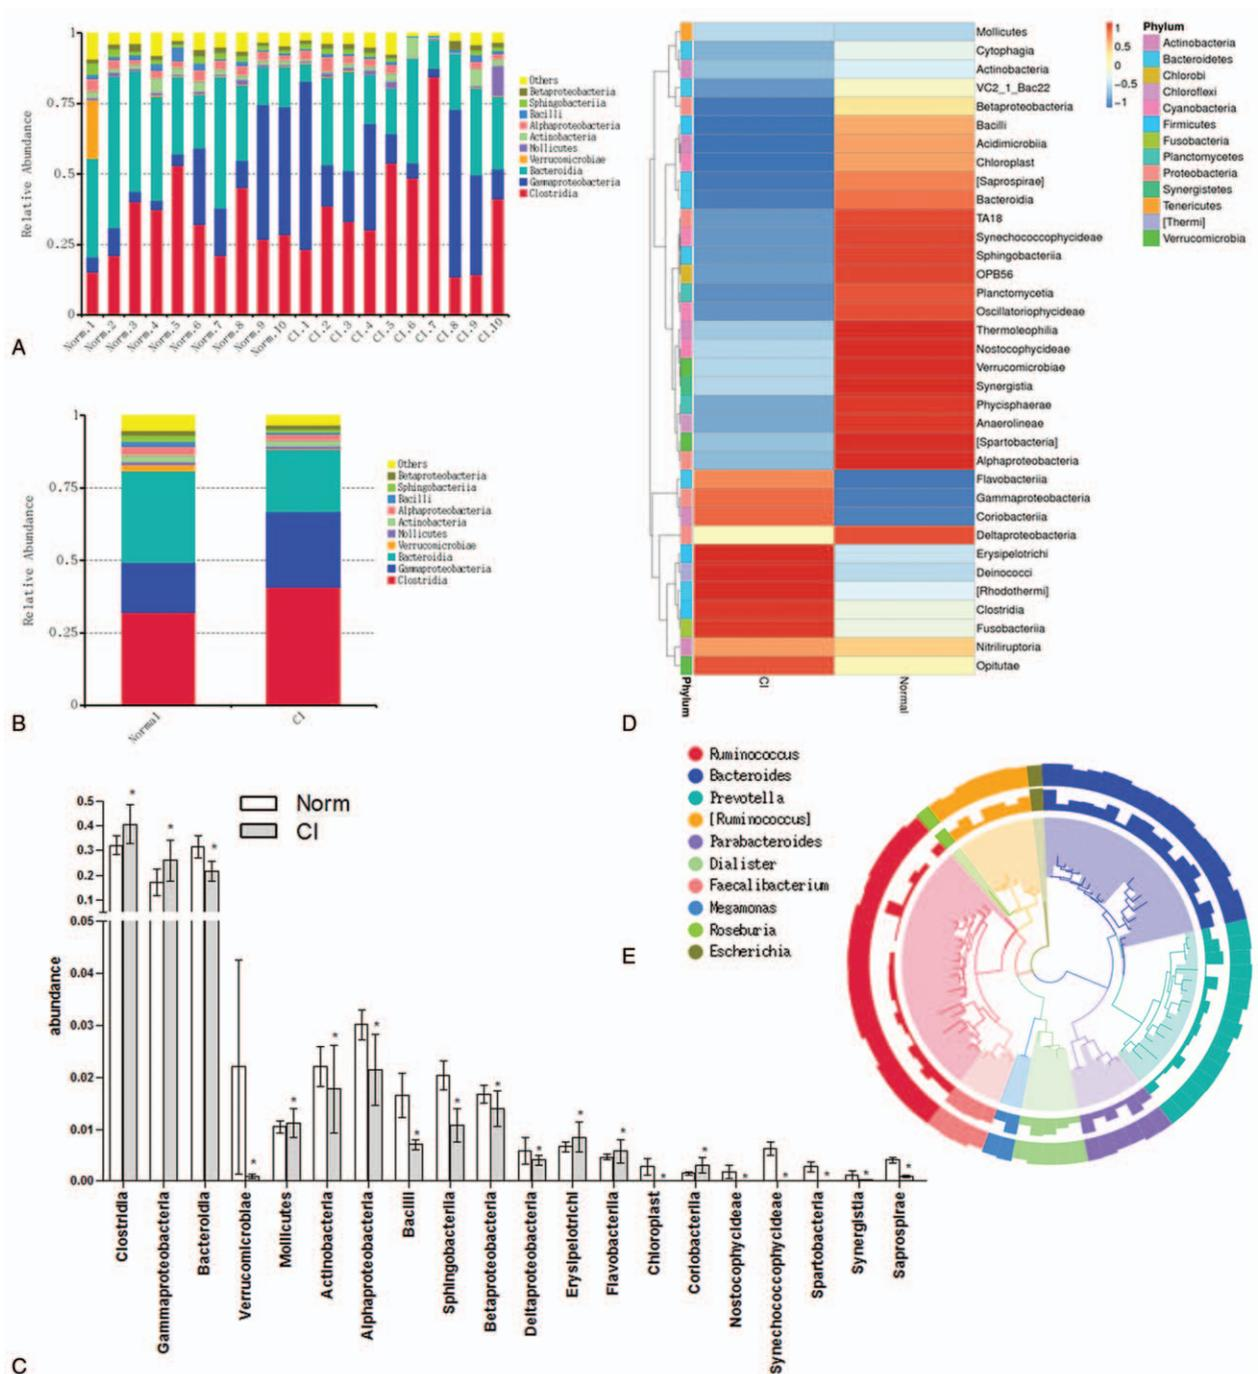 1
0.75
0.5
0.25
0
Relative Abundance
Norm.1
Norm.2
Norm.3
Norm.4
Norm.5
Norm.6
Norm.7
Norm.8
Norm.9
Norm.10
CI.1
CI.2
CI.3
CI.4
CI.5
CI.6
CI.7
CI.8
CI.9
CI.10
Others
Betaproteobacteria
Sphingobacteriia
Bacilli
Alphaproteobacteria
Actinobacteria
Mollicutes
Verrucomicrobiae
Bacteroidia
Gammaproteobacteria
Clostridia
A
1
0.75
0.5
0.25
0
Relative Abundance
Normal
CI
Others
Betaproteobacteria
Sphingobacteriia
Bacilli
Alphaproteobacteria
Actinobacteria
Mollicutes
Verrucomicrobiae
Bacteroidia
Gammaproteobacteria
Clostridia
B
Mollicutes
Cytophagia
Actinobacteria
VC2_1_Bac22
Betaproteobacteria
Bacilli
Acidimicrobiia
Chloroplast
[Saprospirae]
Bacteroidia
TA18
Synechococcophycideae
Sphingobacteriia
OPB56
Planctomycetia
Oscillatoriophycideae
Thermoleophilia
Nostocophycideae
Verrucomicrobiae
Synergistia
Phycisphaerae
Anaerolineae
[Spartobacteria]
Alphaproteobacteria
Flavobacteriia
Gammaproteobacteria
Coriobacteriia
Deltaproteobacteria
Erysipelotrichi
Deinococci
[Rhodothermi]
Clostridia
Fusobacteriia
Nitriliruptoria
Opitutae
Phylum
CI
Normal
1
0.5
0
−0.5
−1
Phylum
Actinobacteria
Bacteroidetes
Chlorobi
Chloroflexi
Cyanobacteria
Firmicutes
Fusobacteria
Planctomycetes
Proteobacteria
Synergistetes
Tenericutes
[Thermi]
Verrucomicrobia
D
Norm
CI
0.5
0.4
0.3
0.2
0.1
0.05
0.04
0.03
0.02
0.01
0.00
abundance
* * * * * * * * * * * * * * * * * * * *
Clostridia
Gammaproteobacteria
Bacteroidia
Verrucomicrobiae
Mollicutes
Actinobacteria
Alphaproteobacteria
Bacilli
Sphingobacteriia
Betaproteobacteria
Deltaproteobacteria
Erysipelotrichi
Flavobacteriia
Chloroplast
Coriobacteriia
Nostocophycideae
Synechococcophycideae
Spartobacteria
Synergistia
Saprospirae
C
Ruminococcus
Bacteroides
Prevotella
[Ruminococcus]
Parabacteroides
Dialister
Faecalibacterium
Megamonas
Roseburia
Escherichia
E